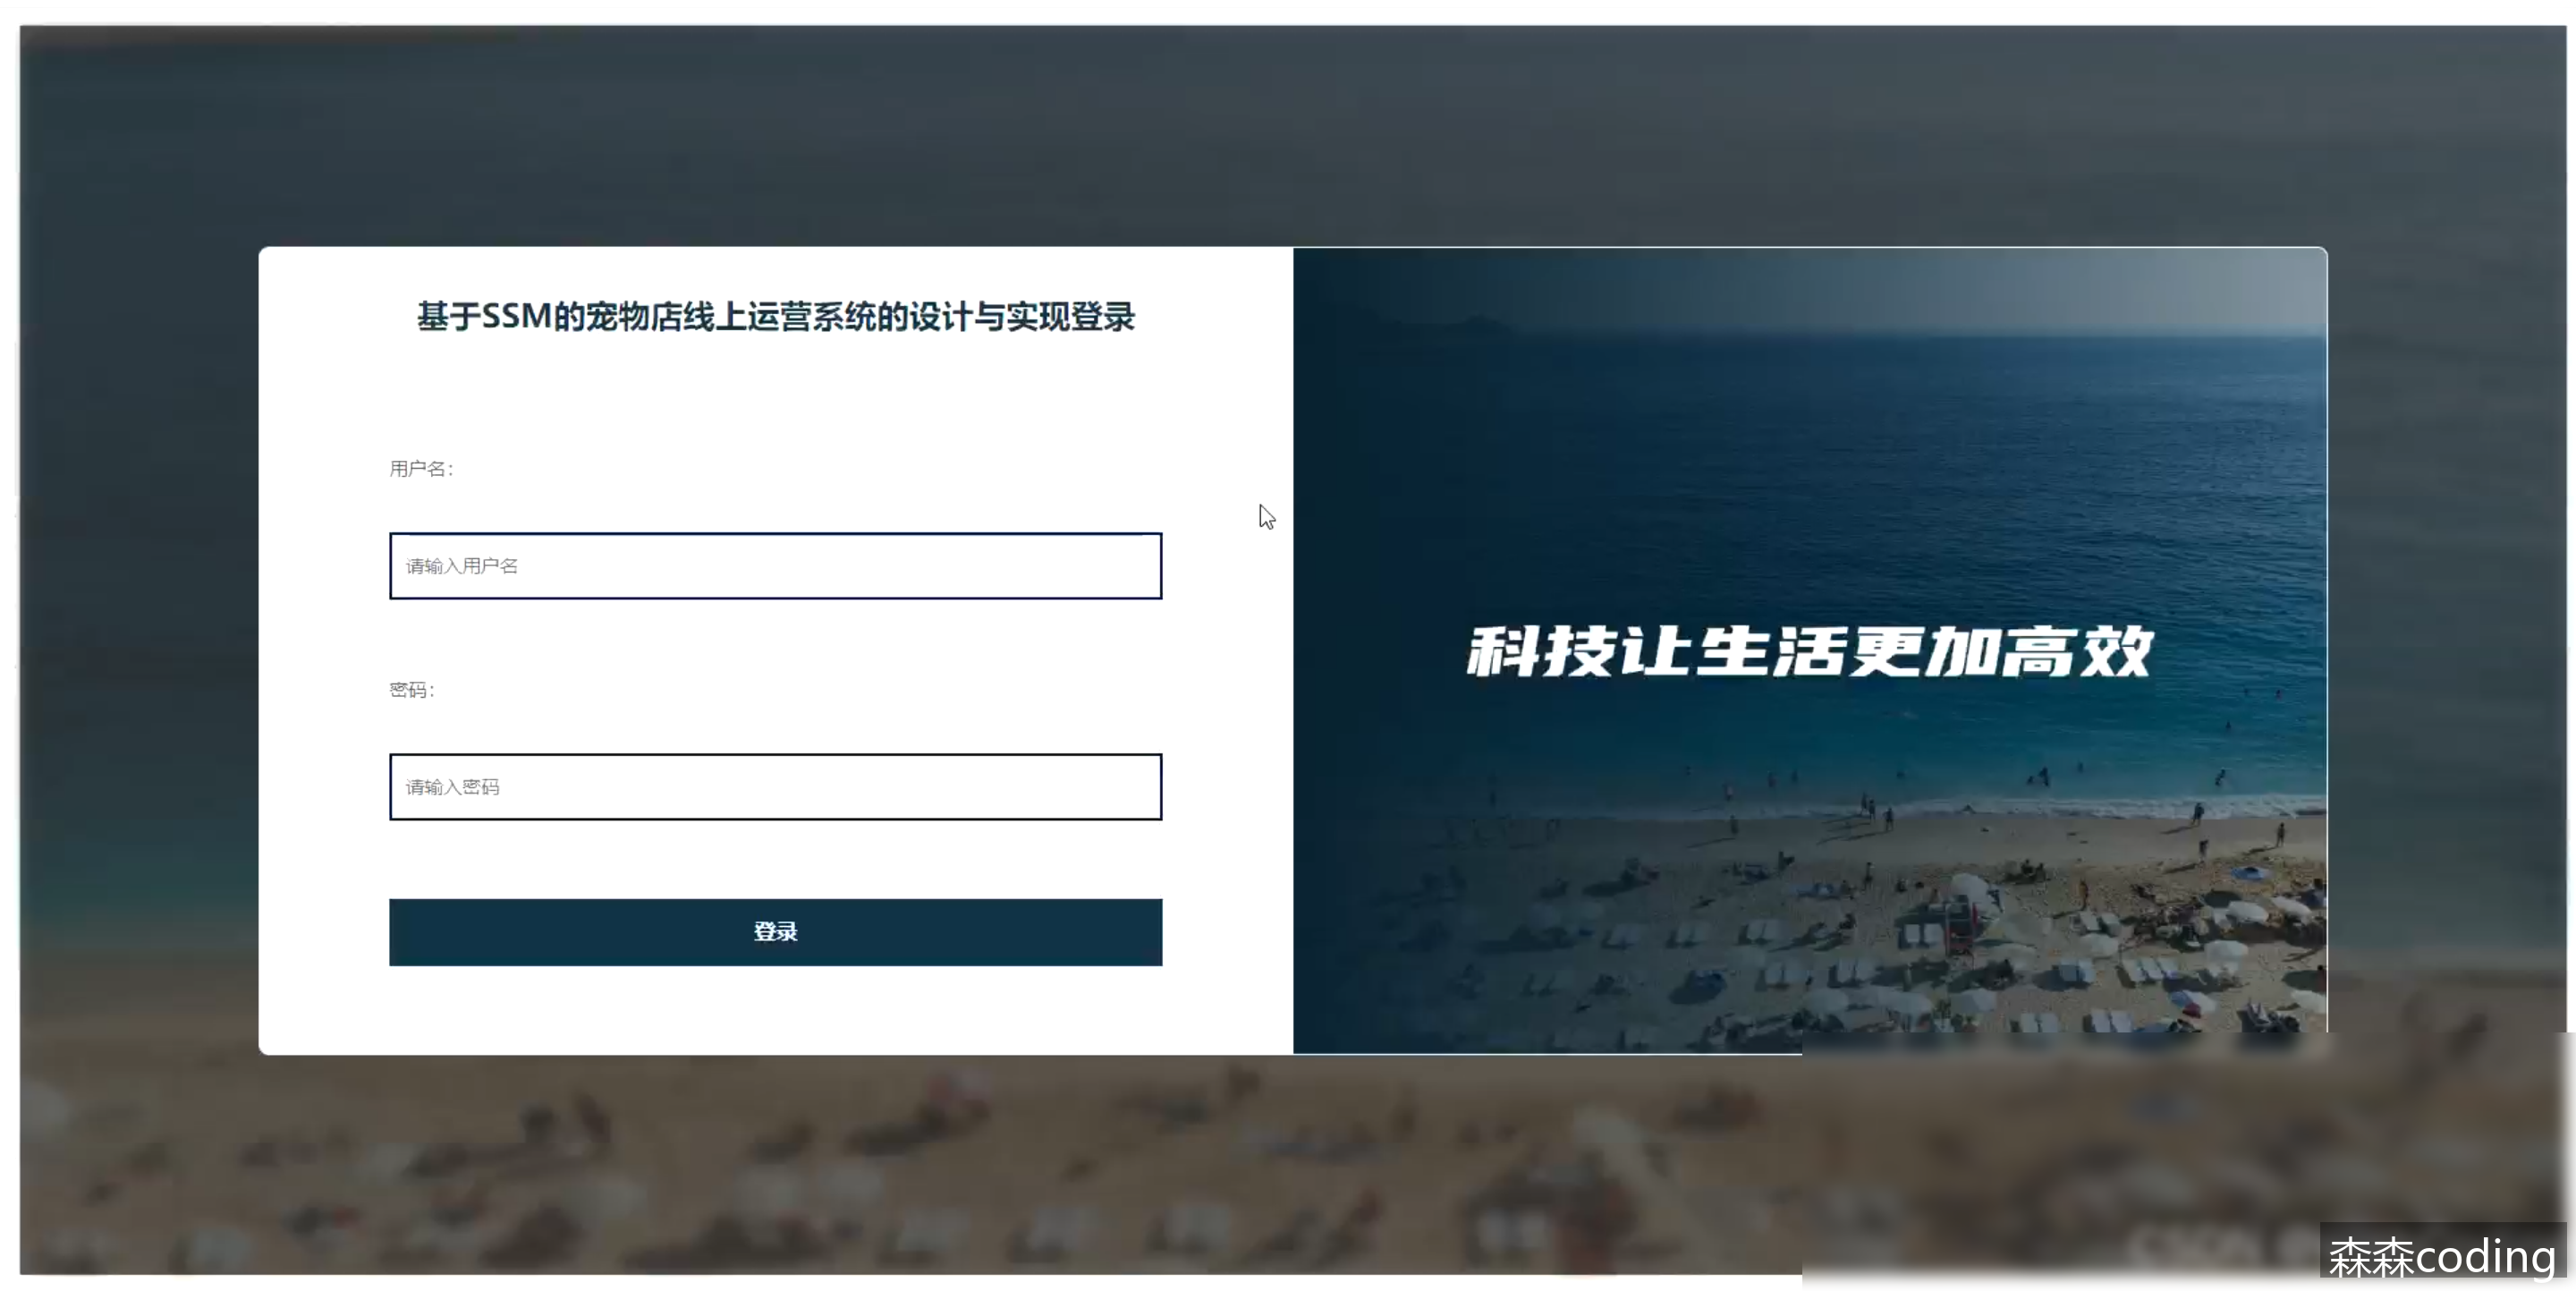 基于SSM的宠物店线上运营系统的设计与实现登录
用户名：
请输入用户名
密码：
请输入密码
登录
科技让生活更加高效
森森coding